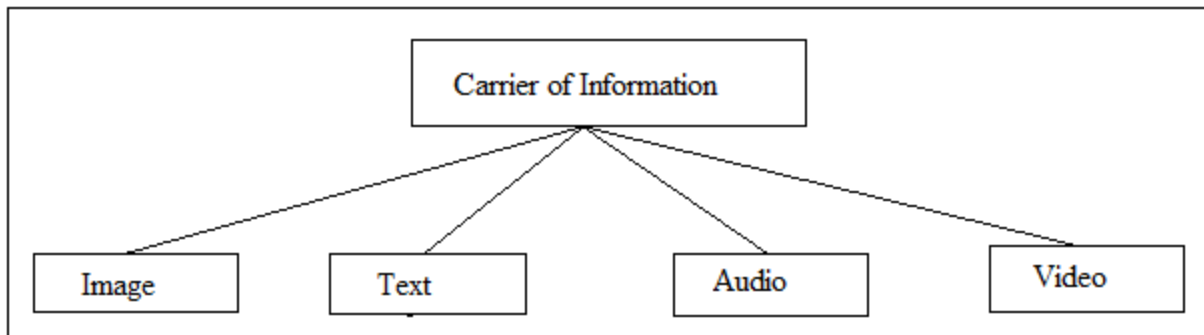 Carrier of Information
Image
Text
Audio
Video